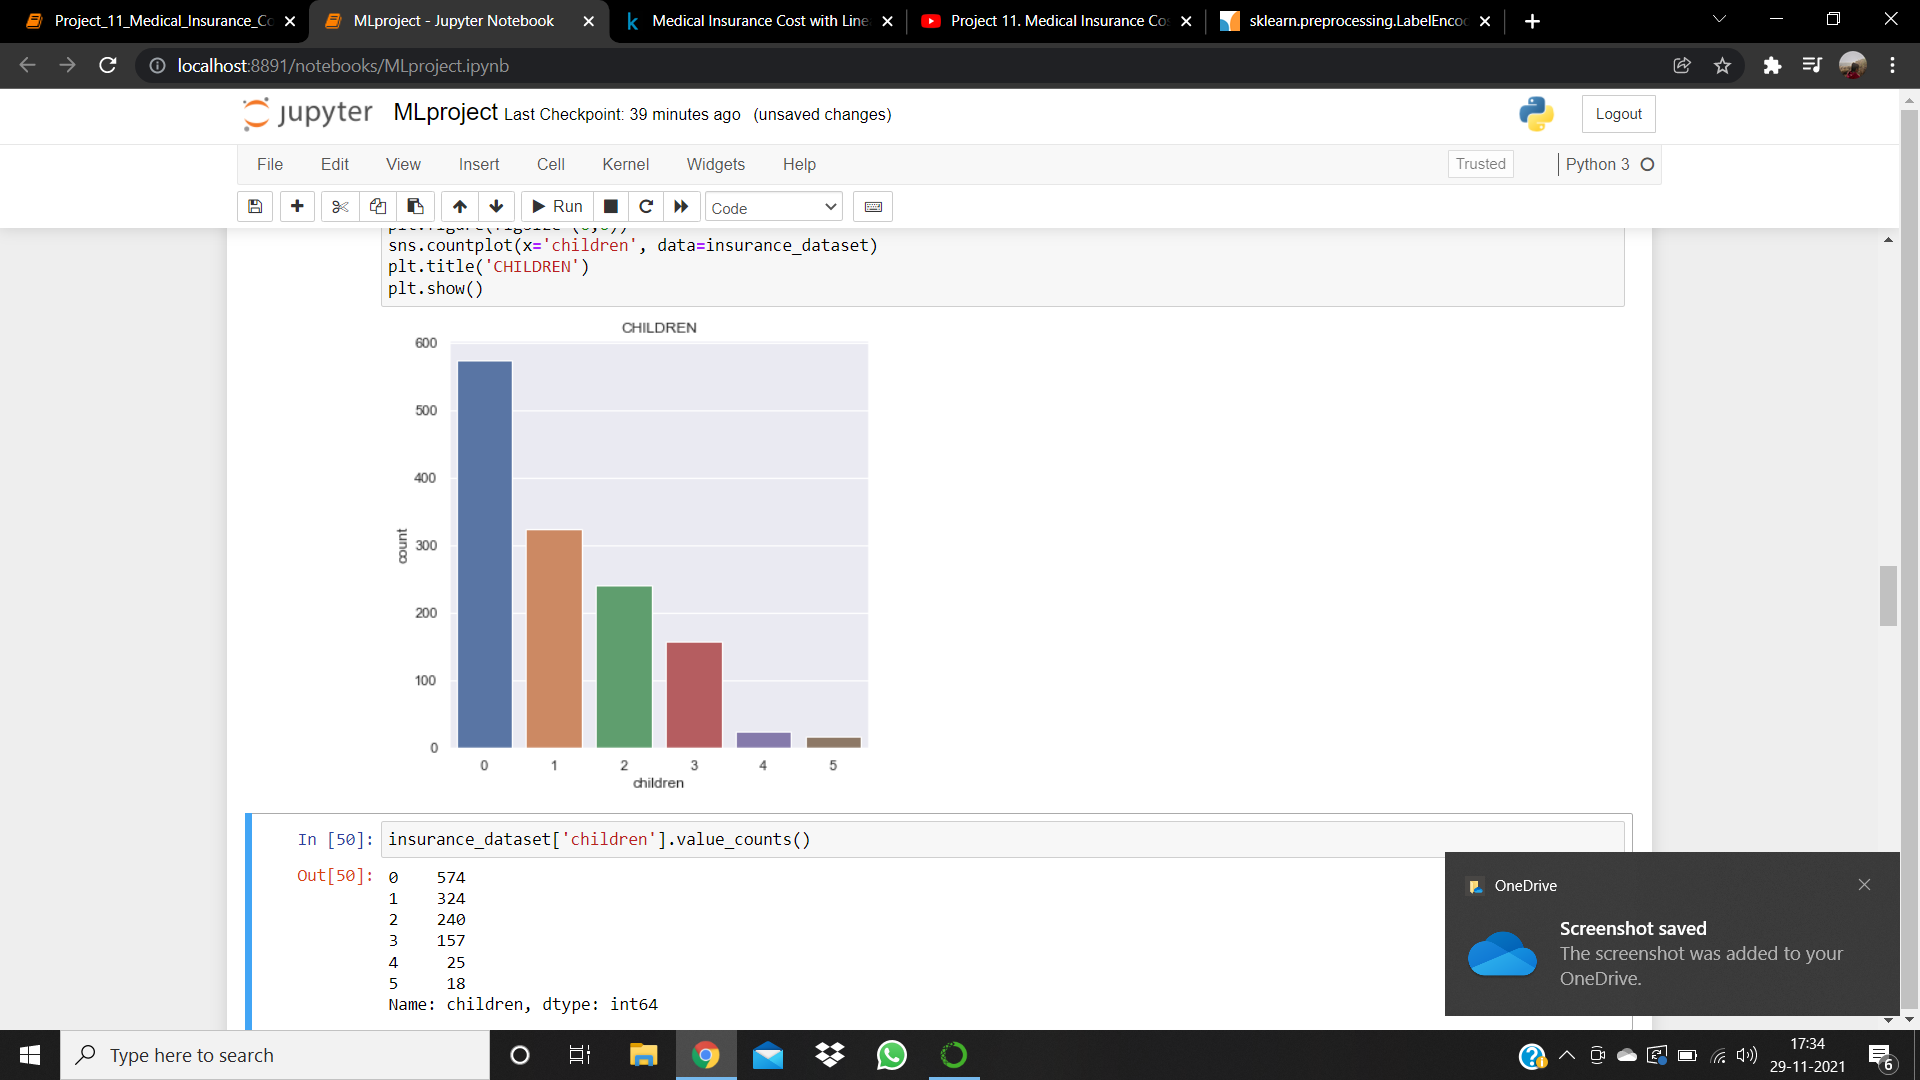 Project_11_Medical_Insurance_Co
MLproject - Jupyter Notebook
Medical Insurance Cost with Line
Project 11. Medical Insurance Cos
sklearn.preprocessing.LabelEncod
localhost:8891/notebooks/MLproject.ipynb
jupyter MLproject Last Checkpoint: 39 minutes ago (unsaved changes)
Logout
File Edit View Insert Cell Kernel Widgets Help
Trusted
Python 3
Run
Code
sns.countplot(x='children', data=insurance_dataset)
plt.title('CHILDREN')
plt.show()
CHILDREN
600
500
400
300
200
100
0
count
0 1 2 3 4 5
children
In [50]: insurance_dataset['children'].value_counts()
Out[50]: 0 574
1 324
2 240
3 157
4 25
5 18
Name: children, dtype: int64
OneDrive
Screenshot saved
The screenshot was added to your
OneDrive.
Type here to search
17:34
29-11-2021
6